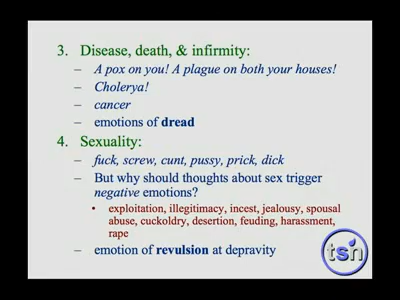 3. Disease, death, & infirmity:
– A pox on you! A plague on both your houses!
– Cholerya!
– cancer
– emotions of dread
4. Sexuality:
– fuck, screw, cunt, pussy, prick, dick
– But why should thoughts about sex trigger
negative emotions?
• exploitation, illegitimacy, incest, jealousy, spousal
abuse, cuckoldry, desertion, feuding, harassment,
rape
– emotion of revulsion at depravity
tsn